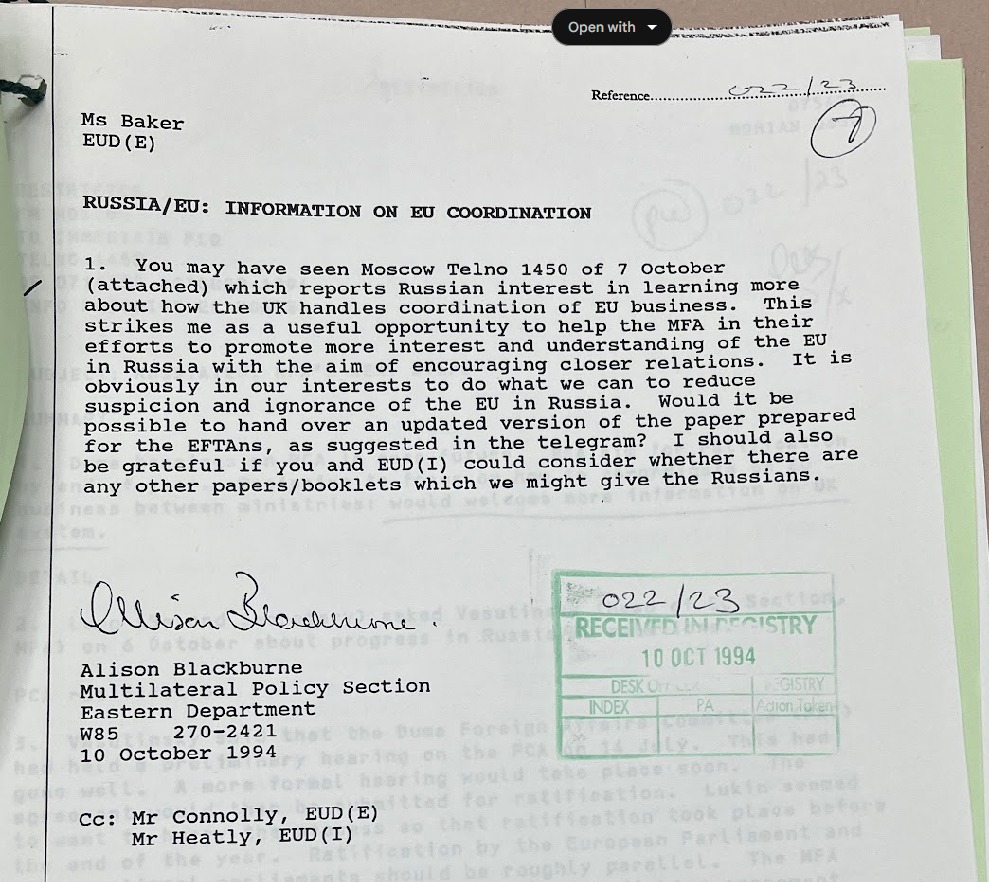 Open with
Reference 022/23
7
Ms Baker
EUD(E)
RUSSIA/EU: INFORMATION ON EU COORDINATION
1. You may have seen Moscow Telno 1450 of 7 October
(attached) which reports Russian interest in learning more
about how the UK handles coordination of EU business. This
strikes me as a useful opportunity to help the MFA in their
efforts to promote more interest and understanding of the EU
in Russia with the aim of encouraging closer relations. It is
obviously in our interests to do what we can to reduce
suspicion and ignorance of the EU in Russia. Would it be
possible to hand over an updated version of the paper prepared
for the EFTAns, as suggested in the telegram? I should also
be grateful if you and EUD(I) could consider whether there are
any other papers/booklets which we might give the Russians.
Alison Blackburne.
022/23
RECEIVED IN REGISTRY
10 OCT 1994
DESK REGISTRY
INDEX PA Action Taken
Alison Blackburne
Multilateral Policy Section
Eastern Department
W85 270-2421
10 October 1994
Cc: Mr Connolly, EUD(E)
Mr Heatly, EUD(I)